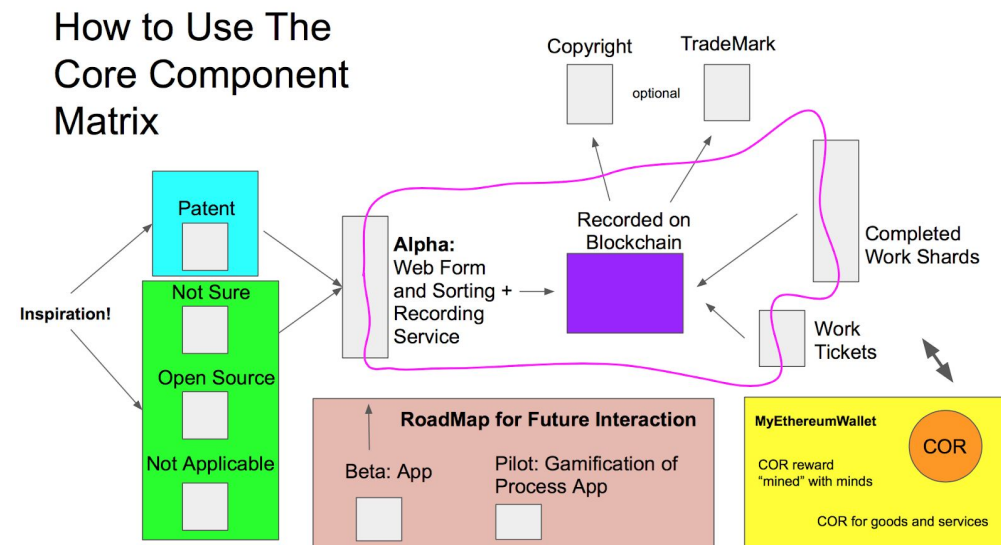 How to Use The
Core Component
Matrix
Copyright
TradeMark
optional
Patent
Not Sure
Inspiration!
Open Source
Not Applicable
Alpha:
Web Form
and Sorting +
Recording
Service
Recorded on
Blockchain
Completed
Work Shards
Work
Tickets
RoadMap for Future Interaction
Beta: App
Pilot: Gamification of
Process App
MyEthereumWallet
COR
COR reward
“mined” with minds
COR for goods and services